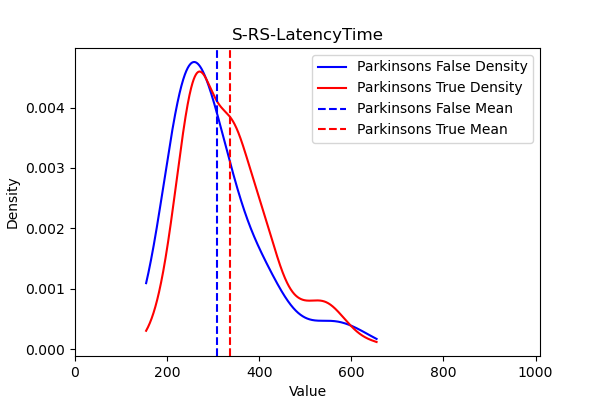 S-RS-LatencyTime
Parkinsons False Density
Parkinsons True Density
Parkinsons False Mean
Parkinsons True Mean
Density
0.004
0.003
0.002
0.001
0.000
0 200 400 600 800 1000
Value